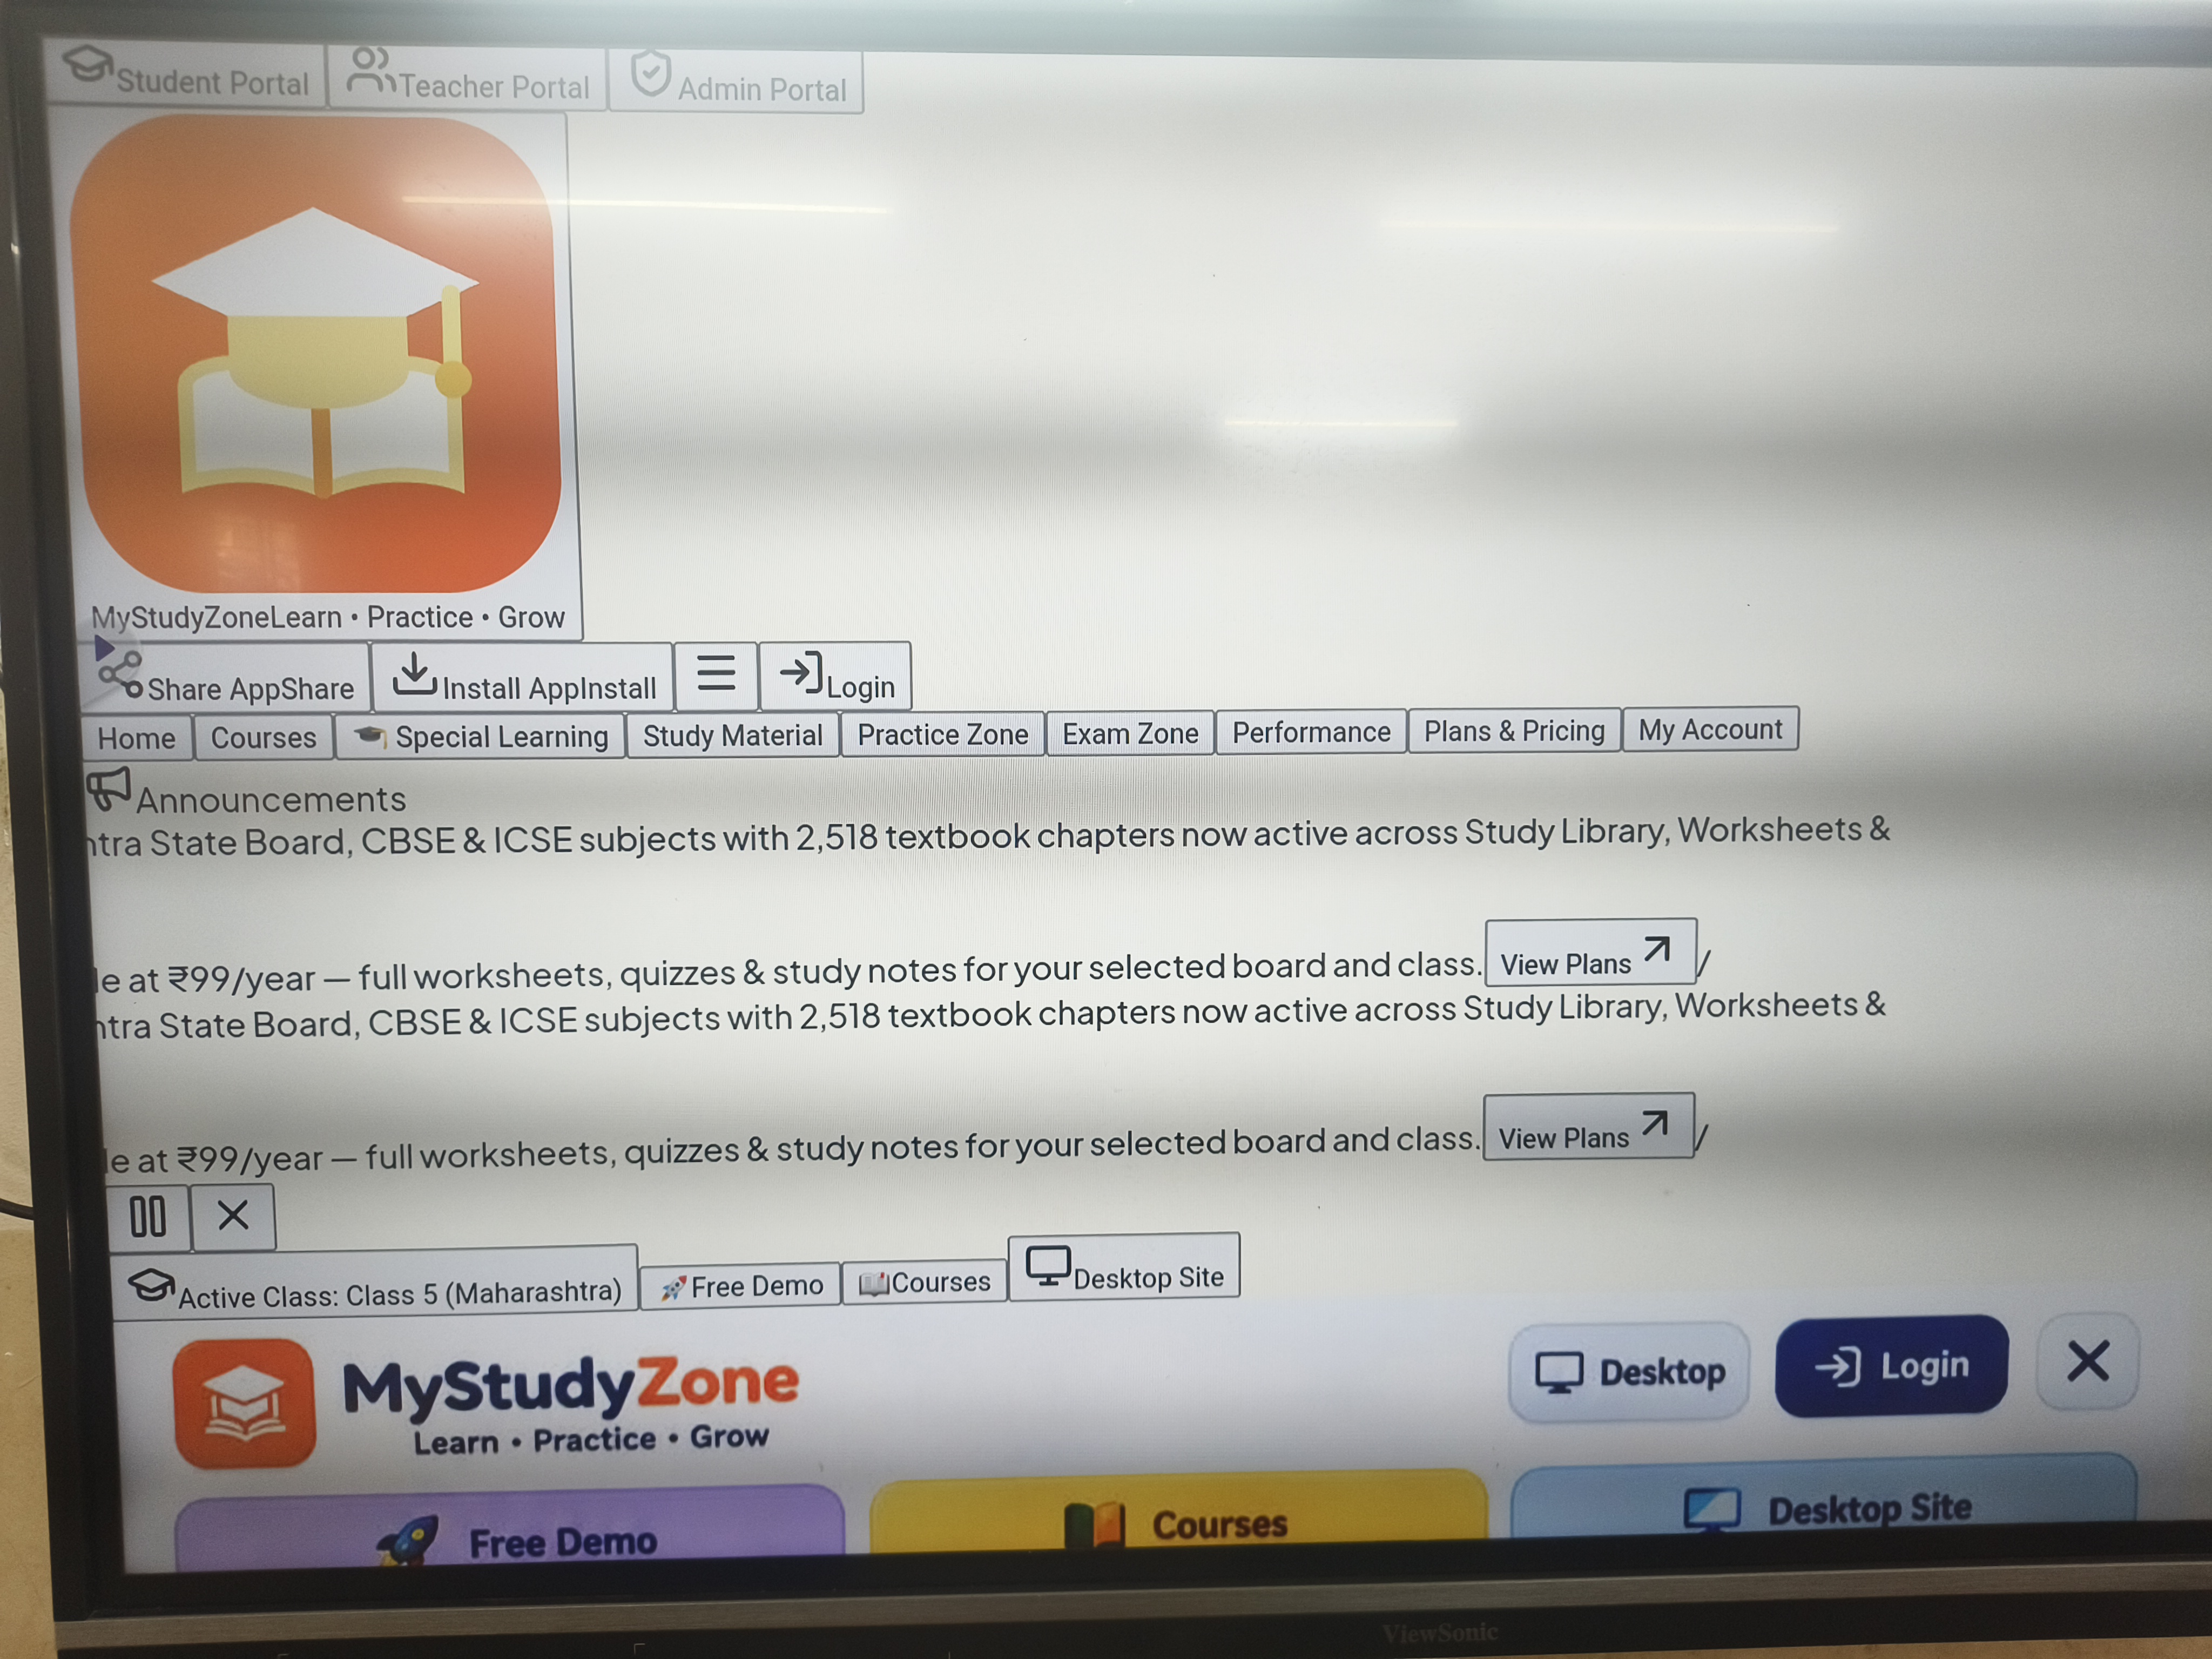 Student Portal Teacher Portal Admin Portal
MyStudyZoneLearn • Practice • Grow
Share AppShare Install AppInstall Login
Home Courses 🎓 Special Learning Study Material Practice Zone Exam Zone Performance Plans & Pricing My Account
Announcements
ntra State Board, CBSE & ICSE subjects with 2,518 textbook chapters now active across Study Library, Worksheets &
le at ₹99/year — full worksheets, quizzes & study notes for your selected board and class. View Plans /
ntra State Board, CBSE & ICSE subjects with 2,518 textbook chapters now active across Study Library, Worksheets &
le at ₹99/year — full worksheets, quizzes & study notes for your selected board and class. View Plans /
Active Class: Class 5 (Maharashtra) 🚀Free Demo 📖Courses Desktop Site
MyStudyZone Desktop Login
Learn • Practice • Grow
Free Demo Courses Desktop Site
ViewSonic